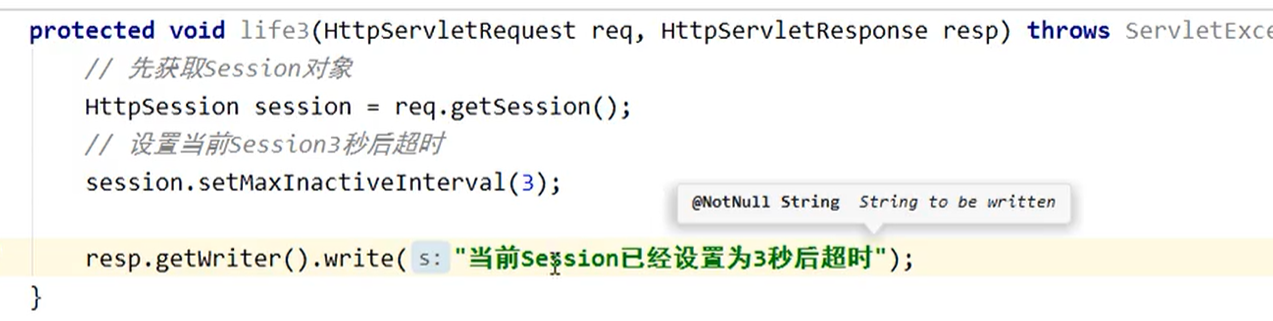 protected void life3(HttpServletRequest req, HttpServletResponse resp) throws ServletExce
// 先获取Session对象
HttpSession session = req.getSession();
// 设置当前Session3秒后超时
session.setMaxInactiveInterval(3);
@NotNull String String to be written
resp.getWriter().write( s: "当前Session已经设置为3秒后超时");
}